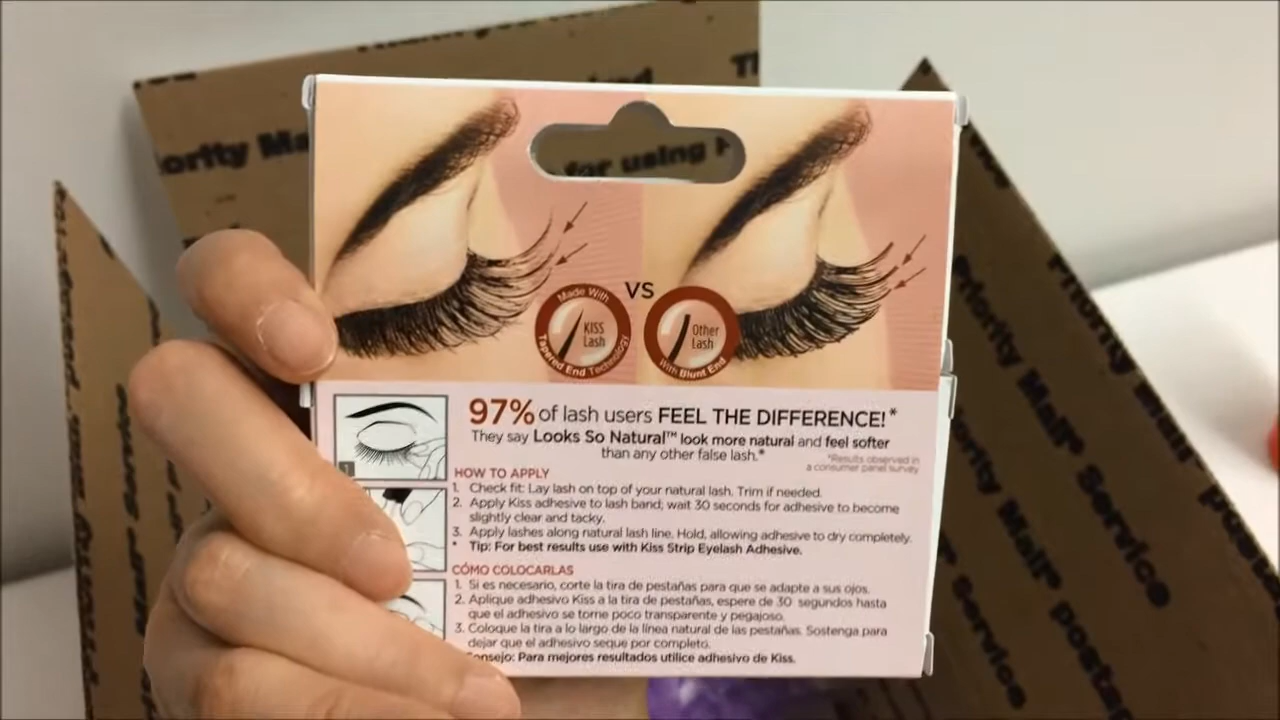 Priority Mail
for using
VS
Made With
KISS
Lash
Tapered End Technology
Other
Lash
With Blunt End
97% of lash users FEEL THE DIFFERENCE!*
They say Looks So Natural™ look more natural and feel softer
than any other false lash.*
*Results observed in
a consumer panel survey
1
HOW TO APPLY
1. Check fit: Lay lash on top of your natural lash. Trim if needed.
2. Apply Kiss adhesive to lash band; wait 30 seconds for adhesive to become
slightly clear and tacky.
3. Apply lashes along natural lash line. Hold, allowing adhesive to dry completely.
* Tip: For best results use with Kiss Strip Eyelash Adhesive.
CÓMO COLOCARLAS
1. Si es necesario, corte la tira de pestañas para que se adapte a sus ojos.
2. Aplique adhesivo Kiss a la tira de pestañas, espere de 30 segundos hasta
que el adhesivo se torne poco transparente y pegajoso.
3. Coloque la tira a lo largo de la línea natural de las pestañas. Sostenga para
dejar que el adhesivo seque por completo.
onsejo: Para mejores resultados utilice adhesivo de Kiss.
Priority Mail® Service
Priority Mail® posta
Service